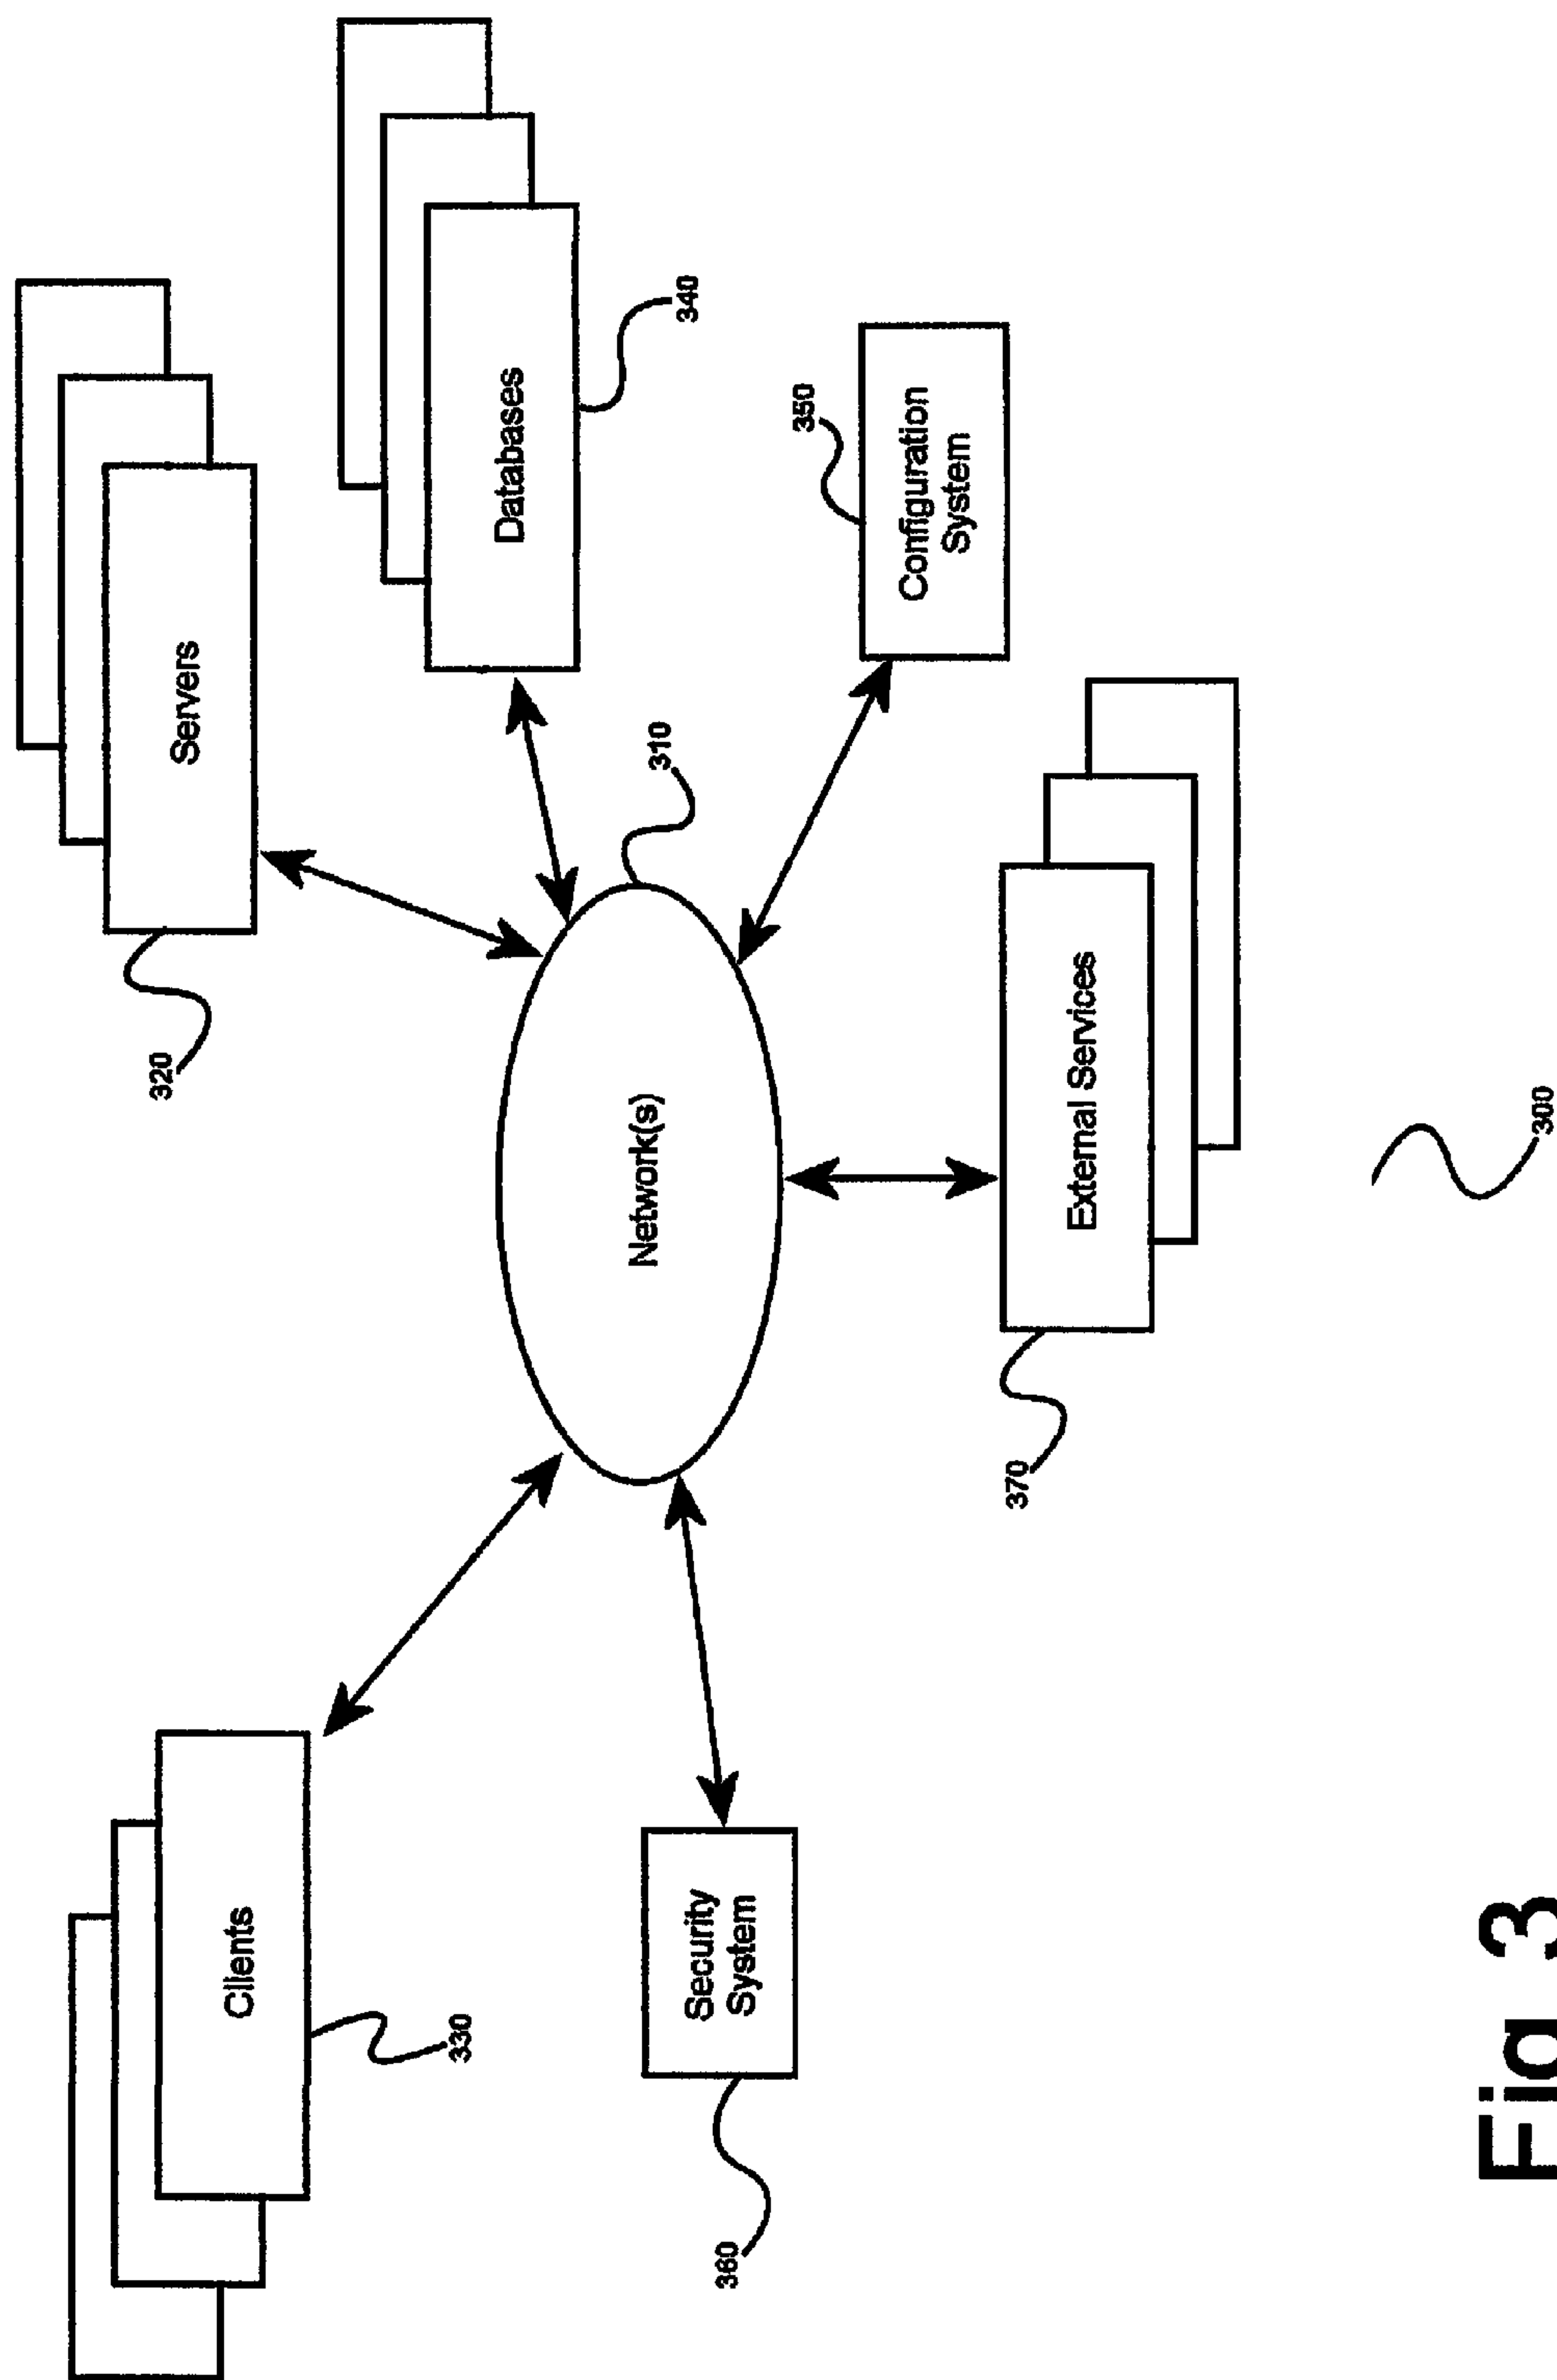 Servers
320
Clients
330
Databases
340
Network(s)
310
Security
System
360
Configuration
System
350
External Services
370
300
Fig 3